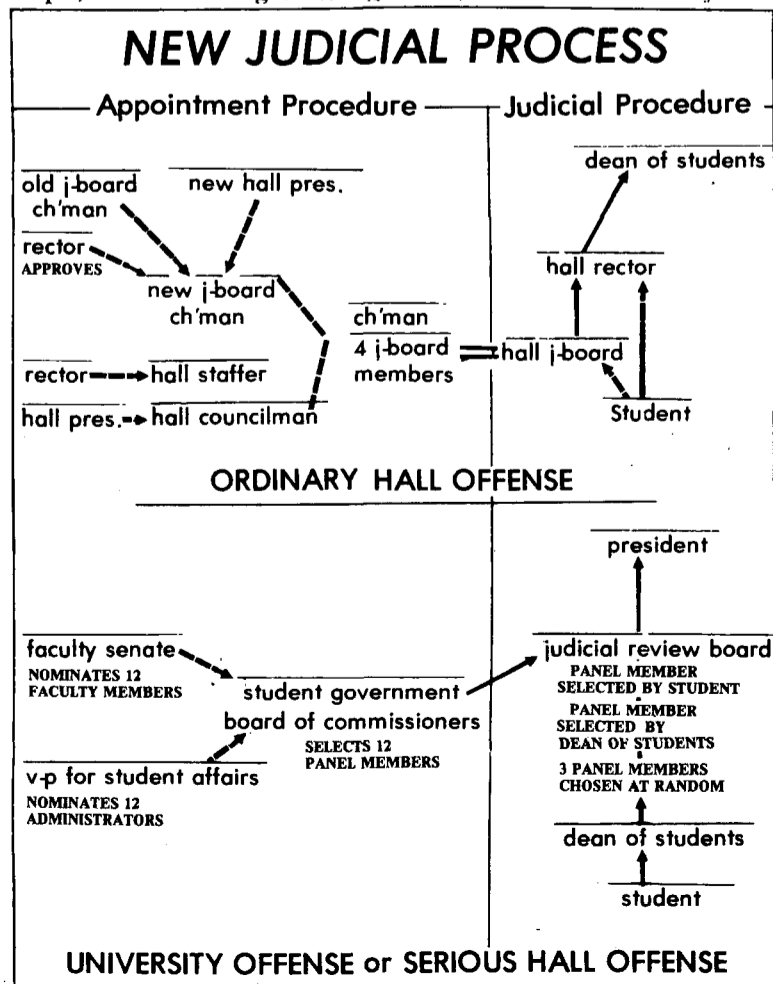 NEW JUDICIAL PROCESS
Appointment Procedure
Judicial Procedure
old j-board
ch'man
new hall pres.
rector
APPROVES
new j-board
ch'man
rector
hall staffer
hall pres.
hall councilman
ch'man
4 j-board
members
dean of students
hall rector
hall j-board
Student
ORDINARY HALL OFFENSE
faculty senate
NOMINATES 12
FACULTY MEMBERS
student government
board of commissioners
SELECTS 12
PANEL MEMBERS
v-p for student affairs
NOMINATES 12
ADMINISTRATORS
president
judicial review board
PANEL MEMBER
SELECTED BY STUDENT
PANEL MEMBER
SELECTED BY
DEAN OF STUDENTS
3 PANEL MEMBERS
CHOSEN AT RANDOM
dean of students
student
UNIVERSITY OFFENSE or SERIOUS HALL OFFENSE